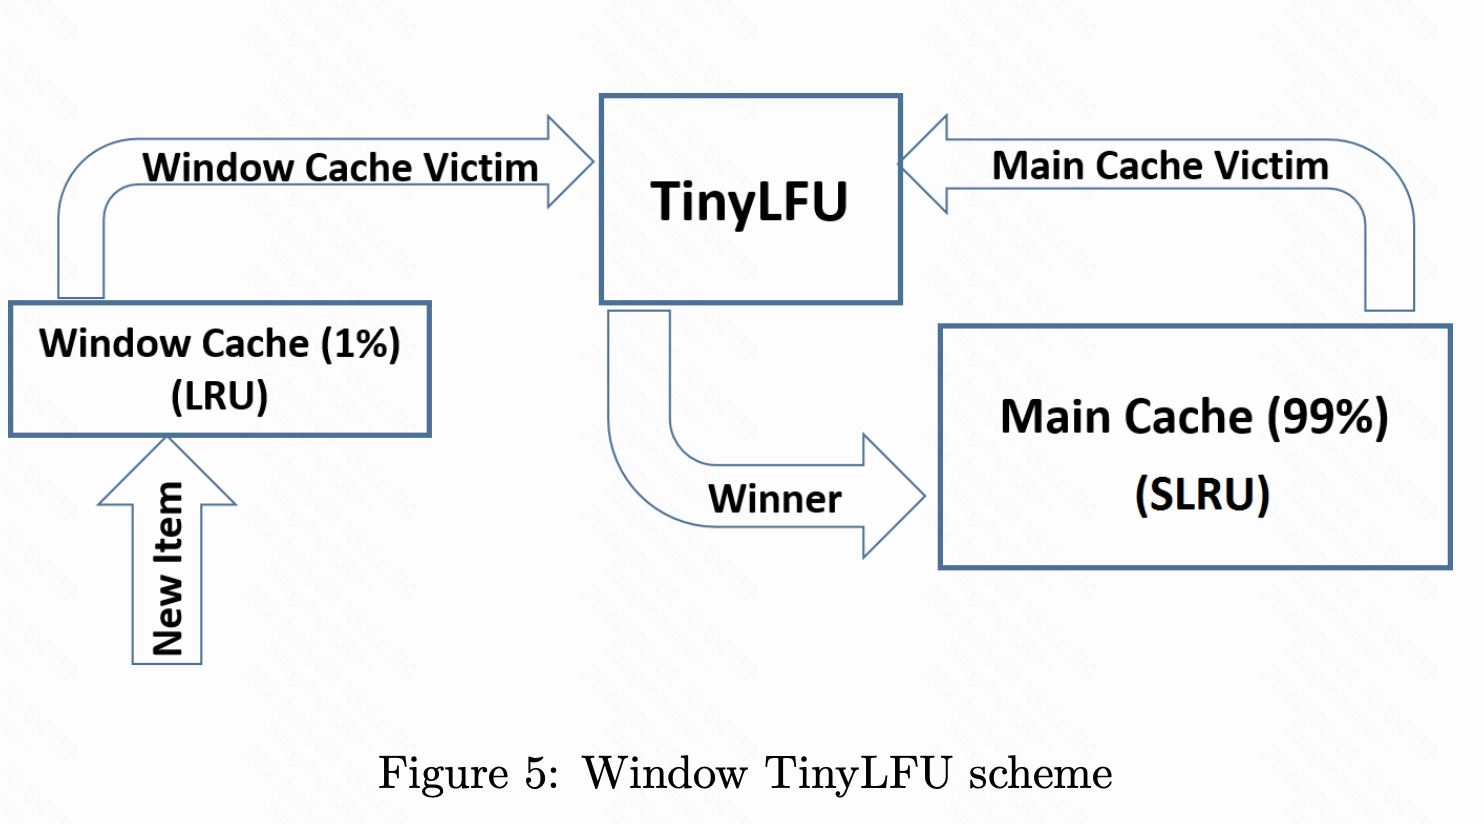 Window Cache Victim
TinyLFU
Main Cache Victim
Window Cache (1%)
(LRU)
Main Cache (99%)
(SLRU)
Winner
New Item
Figure 5: Window TinyLFU scheme